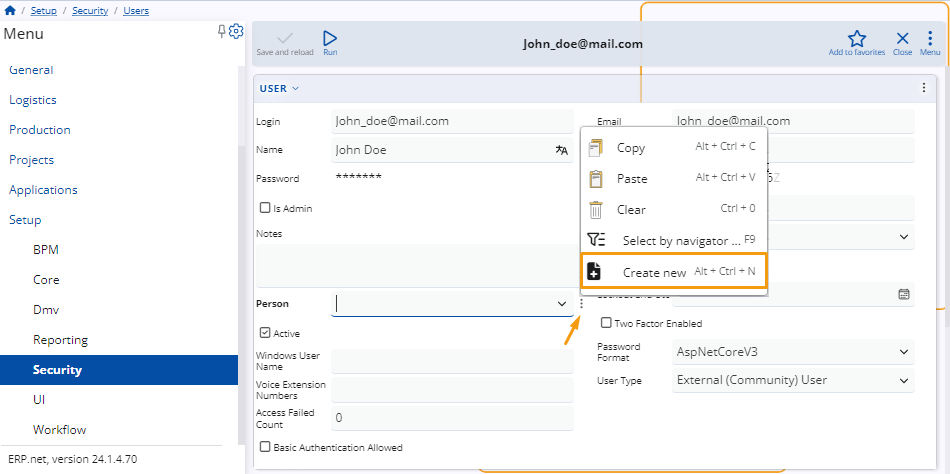 / Setup / Security / Users
Menu
General
Logistics
Production
Projects
Applications
Setup
BPM
Core
Dmv
Reporting
Security
UI
Workflow
ERP.net, version 24.1.4.70
Save and reload
Run
John_doe@mail.com
Add to favorites
Close
Menu
USER
Login
John_doe@mail.com
Name
John Doe
Password
*******
Is Admin
Notes
Person
Active
Windows User
Name
Voice Extension
Numbers
Access Failed
Count
0
Basic Authentication Allowed
Email
john_doe@mail.com
Copy Alt + Ctrl + C
Paste Alt + Ctrl + V
Clear Ctrl + 0
Select by navigator ... F9
Create new Alt + Ctrl + N
Two Factor Enabled
Password
Format
AspNetCoreV3
User Type
External (Community) User